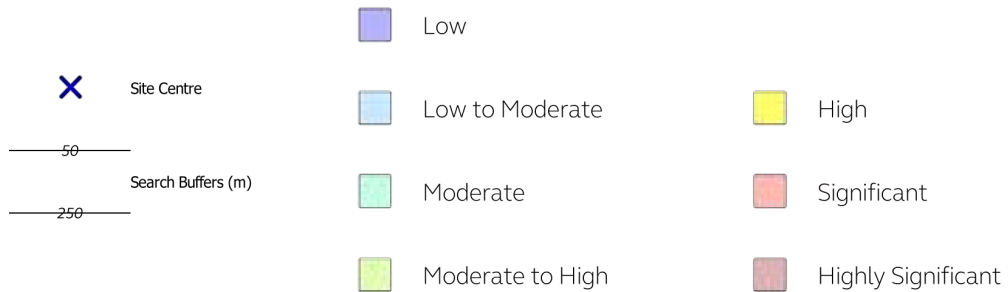 Site Centre
50
Search Buffers (m)
250
Low
Low to Moderate
Moderate
Moderate to High
High
Significant
Highly Significant